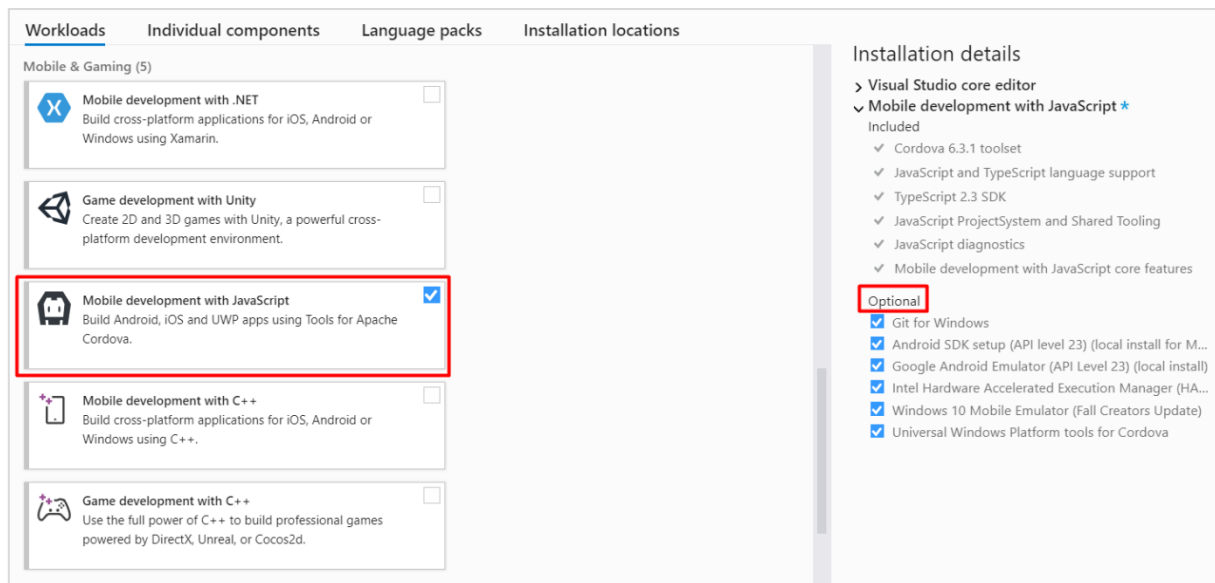 Workloads
Individual components
Language packs
Installation locations
Mobile & Gaming (5)
Mobile development with .NET
Build cross-platform applications for iOS, Android or
Windows using Xamarin.
Game development with Unity
Create 2D and 3D games with Unity, a powerful cross-
platform development environment.
Mobile development with JavaScript
Build Android, iOS and UWP apps using Tools for Apache
Cordova.
Mobile development with C++
Build cross-platform applications for iOS, Android or
Windows using C++.
Game development with C++
Use the full power of C++ to build professional games
powered by DirectX, Unreal, or Cocos2d.
Installation details
Visual Studio core editor
Mobile development with JavaScript *
Included
Cordova 6.3.1 toolset
JavaScript and TypeScript language support
TypeScript 2.3 SDK
JavaScript ProjectSystem and Shared Tooling
JavaScript diagnostics
Mobile development with JavaScript core features
Optional
Git for Windows
Android SDK setup (API level 23) (local install for M...
Google Android Emulator (API Level 23) (local install)
Intel Hardware Accelerated Execution Manager (HA...
Windows 10 Mobile Emulator (Fall Creators Update)
Universal Windows Platform tools for Cordova